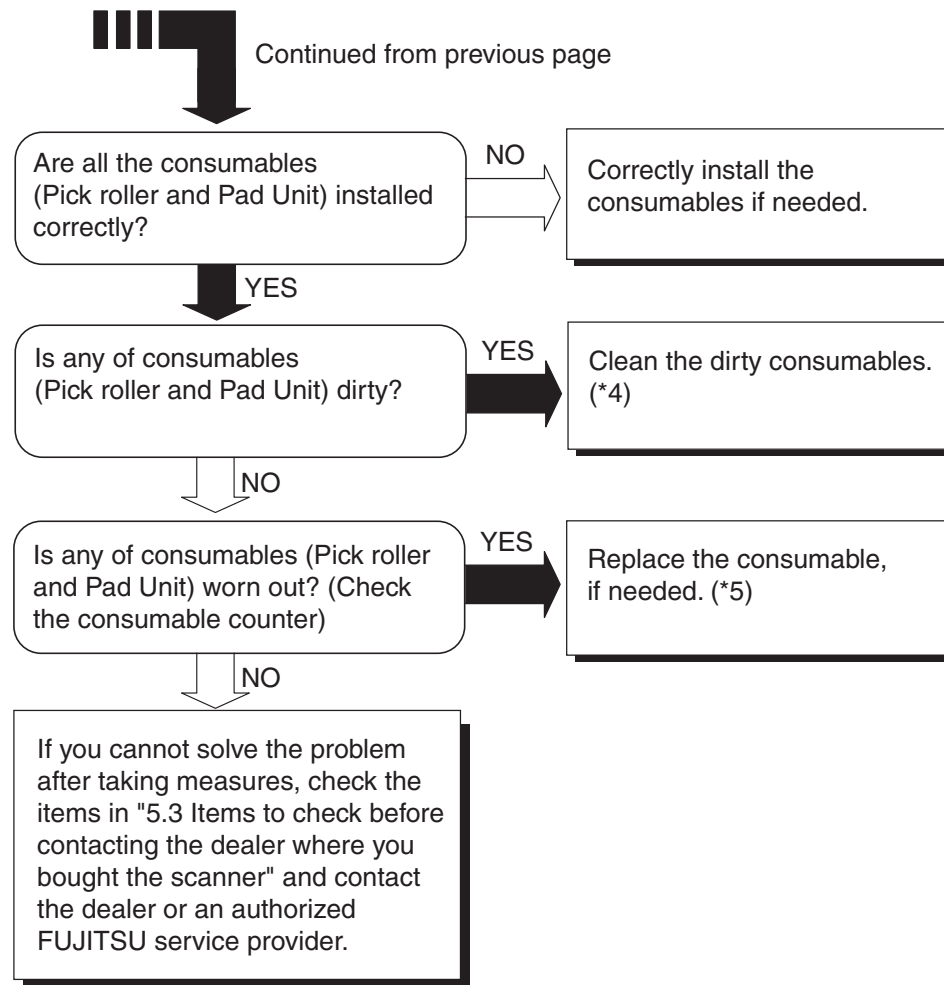 Continued from previous page
Are all the consumables
(Pick roller and Pad Unit) installed
correctly?
NO
Correctly install the
consumables if needed.
YES
Is any of consumables
(Pick roller and Pad Unit) dirty?
YES
Clean the dirty consumables.
(*4)
NO
Is any of consumables (Pick roller
and Pad Unit) worn out? (Check
the consumable counter)
YES
Replace the consumable,
if needed. (*5)
NO
If you cannot solve the problem
after taking measures, check the
items in "5.3 Items to check before
contacting the dealer where you
bought the scanner" and contact
the dealer or an authorized
FUJITSU service provider.